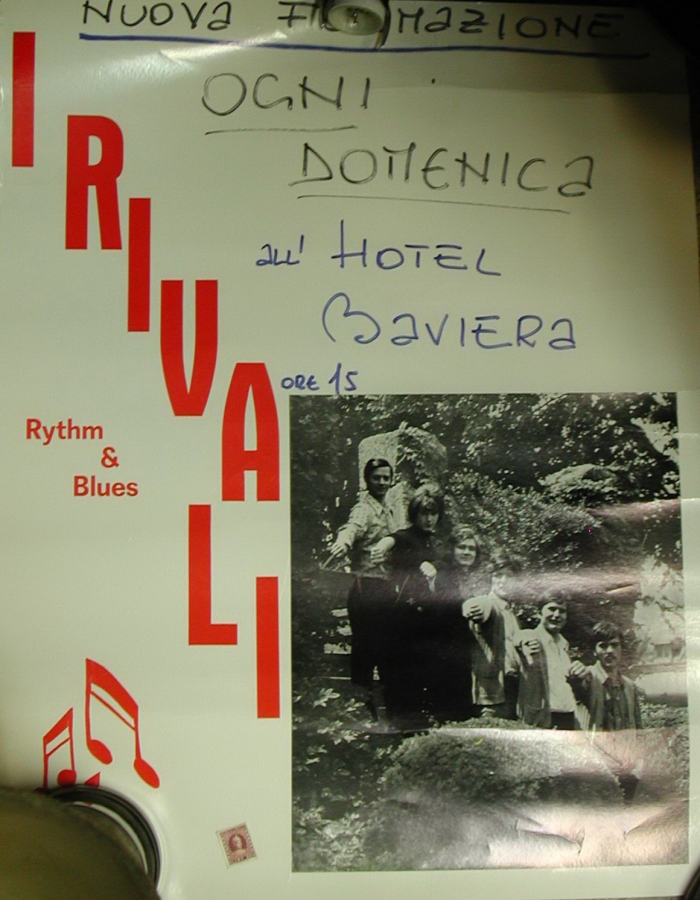 NUOVA FORMAZIONE
OGNI
DOMENICA
all' HOTEL
BAVIERA
ORE 15
I RIVALI
Rythm
&
Blues